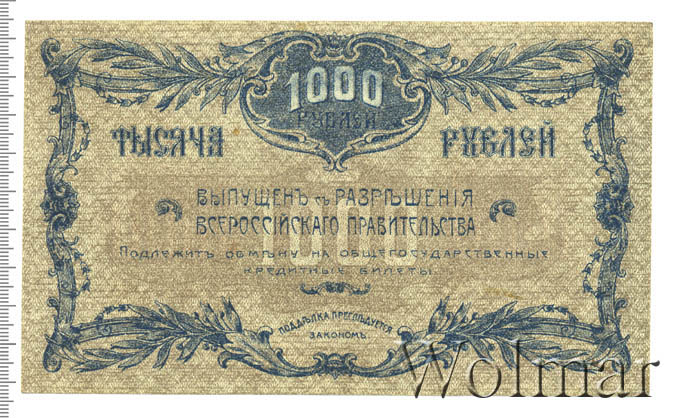 1000
РУБЛЕЙ
ТЫСЯЧА РУБЛЕЙ
ВЫПУЩЕНЪ съ РАЗРѢШЕНІЯ
ВСЕРОССІЙСКАГО ПРАВИТЕЛЬСТВА
ПОДЛЕЖИТЪ ОБМѢНУ НА ОБЩЕГОСУДАРСТВЕННЫЕ
КРЕДИТНЫЕ БИЛЕТЫ.
ПОДДѢЛКА ПРЕСЛѢДУЕТСЯ
ЗАКОНОМЪ.
Wolmar